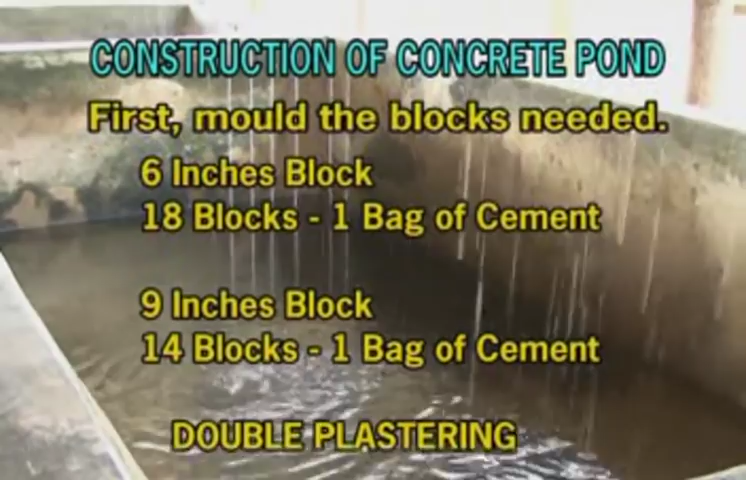 CONSTRUCTION OF CONCRETE POND
First, mould the blocks needed.
6 Inches Block
18 Blocks - 1 Bag of Cement
9 Inches Block
14 Blocks - 1 Bag of Cement
DOUBLE PLASTERING